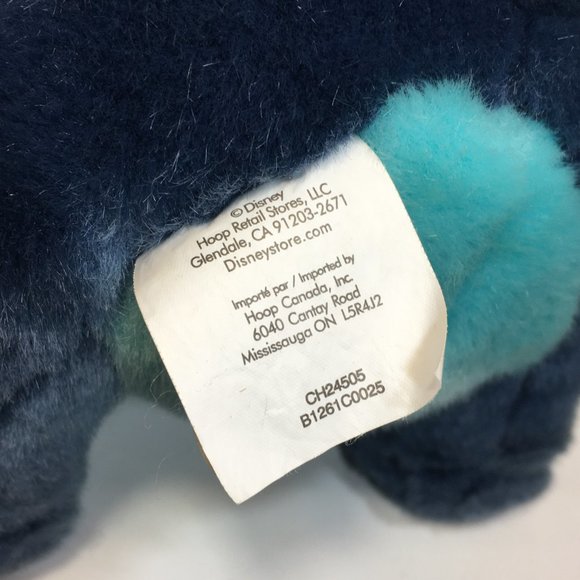 © Disney
Hoop Retail Stores, LLC
Glendale, CA 91203-2671
Disneystore.com
Importé par / Imported by
Hoop Canada, Inc.
6040 Cantay Road
Mississauga ON L5R4J2
CH24505
B1261C0025